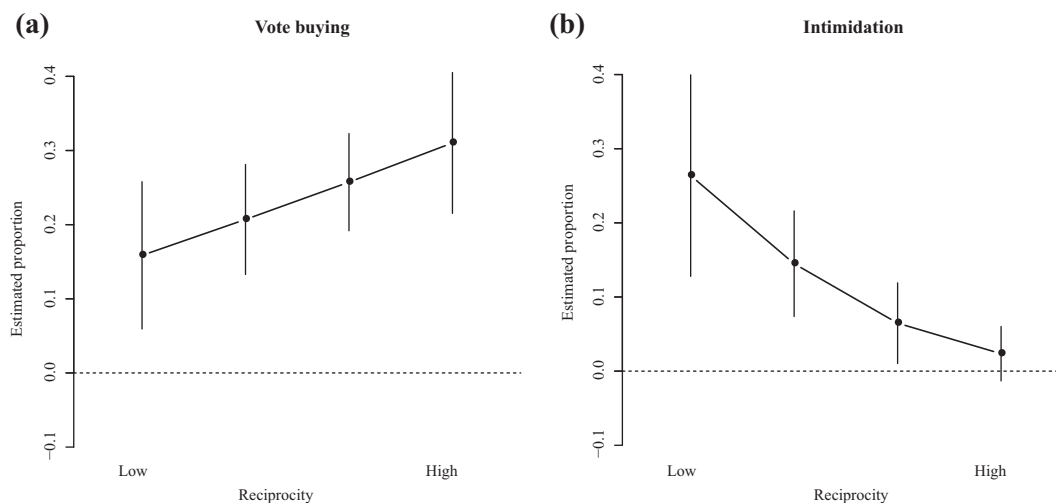 (a)
Vote buying
Estimated proportion
0.4
0.3
0.2
0.1
0.0
−0.1
Low
High
Reciprocity
(b)
Intimidation
Estimated proportion
0.4
0.3
0.2
0.1
0.0
−0.1
Low
High
Reciprocity